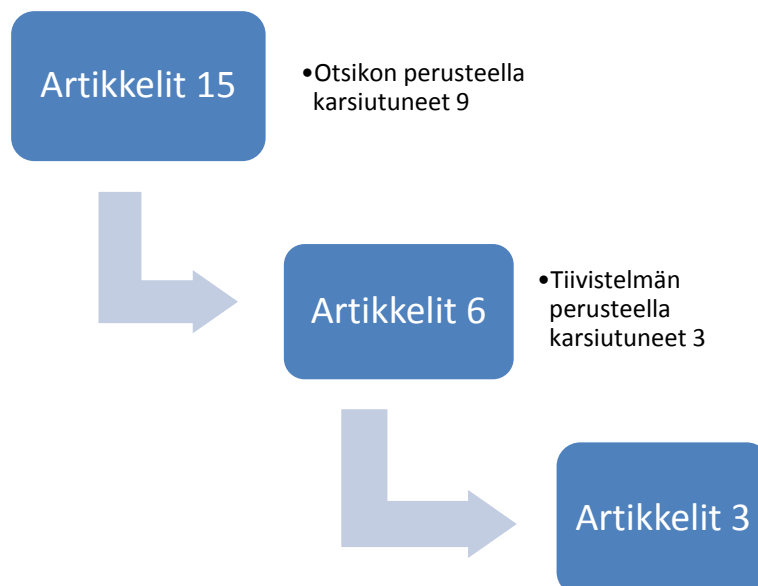 Artikkelit 15
•Otsikon perusteella
karsiutuneet 9
Artikkelit 6
•Tiivistelmän
perusteella
karsiutuneet 3
Artikkelit 3